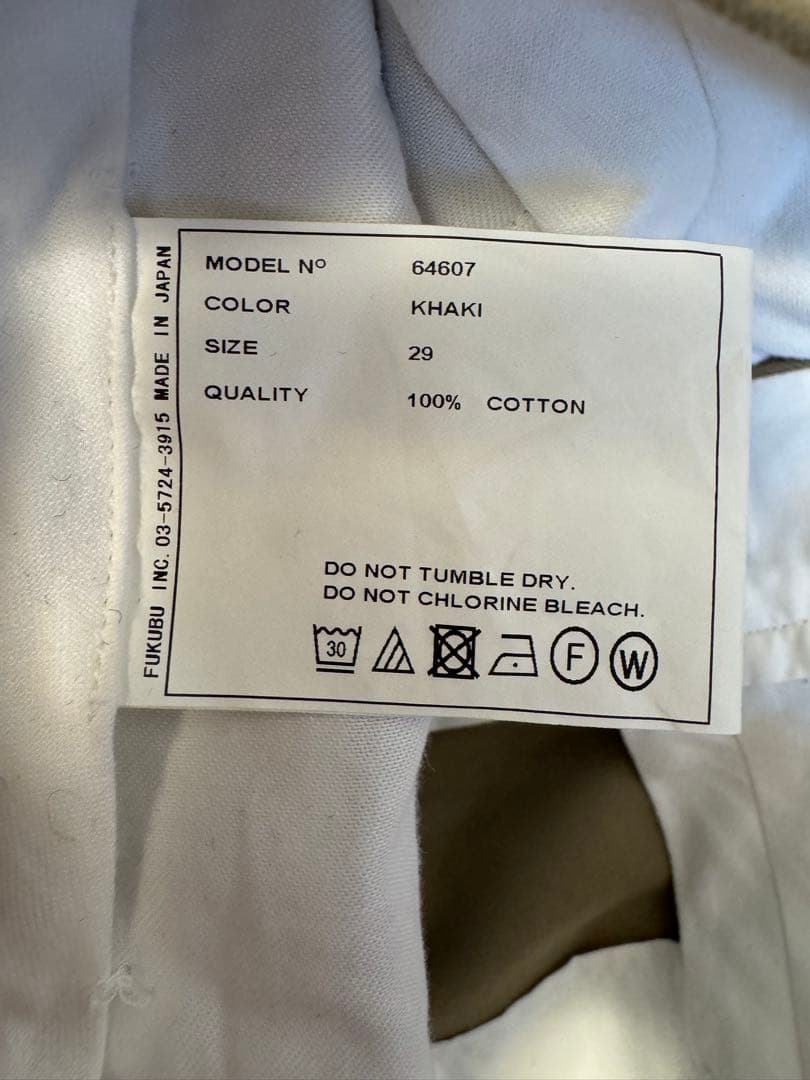 MODEL Nº 64607
COLOR KHAKI
SIZE 29
QUALITY 100% COTTON
DO NOT TUMBLE DRY.
DO NOT CHLORINE BLEACH.
30 F W
FUKUBU INC. 03-5724-3915 MADE IN JAPAN